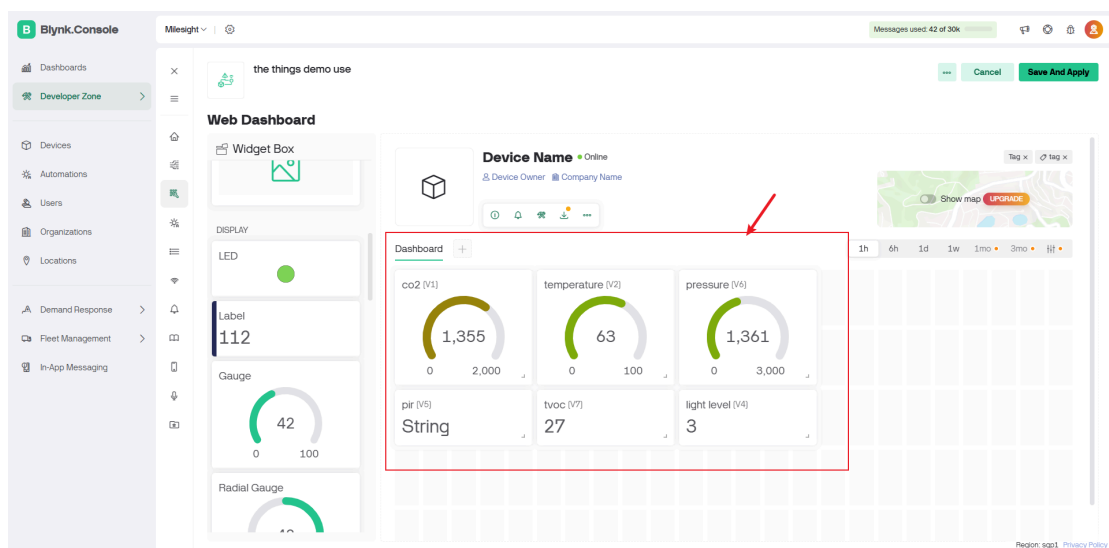 B Blynk.Console
Milesight
Messages used: 42 of 30k
Dashboards
Developer Zone
Devices
Automations
Users
Organizations
Locations
Demand Response
Fleet Management
In-App Messaging
the things demo use
Cancel
Save And Apply
Web Dashboard
Widget Box
DISPLAY
LED
Label
112
Gauge
42
0 100
Radial Gauge
Device Name Online
Device Owner Company Name
Tag × tag ×
Show map UPGRADE
Dashboard +
1h 6h 1d 1w 1mo 3mo
co2 (V1)
1,355
0 2,000
temperature (V2)
63
0 100
pressure (V6)
1,361
0 3,000
pir (V5)
String
tvoc (V7)
27
light level (V4)
3
Region: sgp1 Privacy Policy